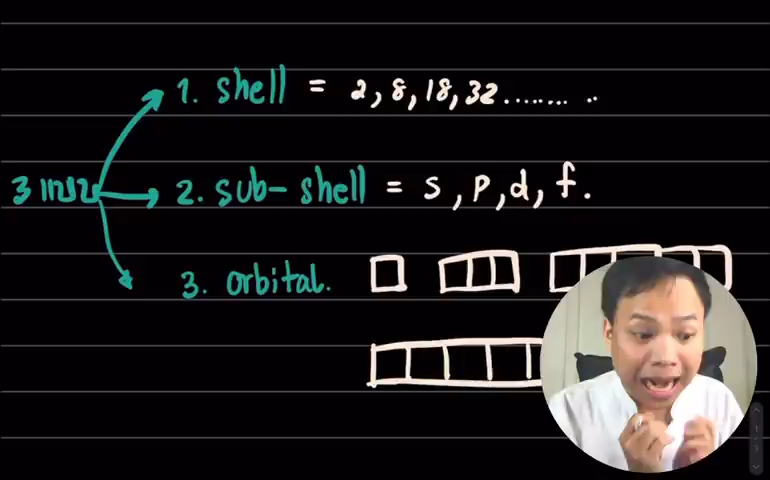 1. shell = 2, 8, 18, 32.......... ..
3 แบบ 2. sub-shell = s, p, d, f.
3. orbital.